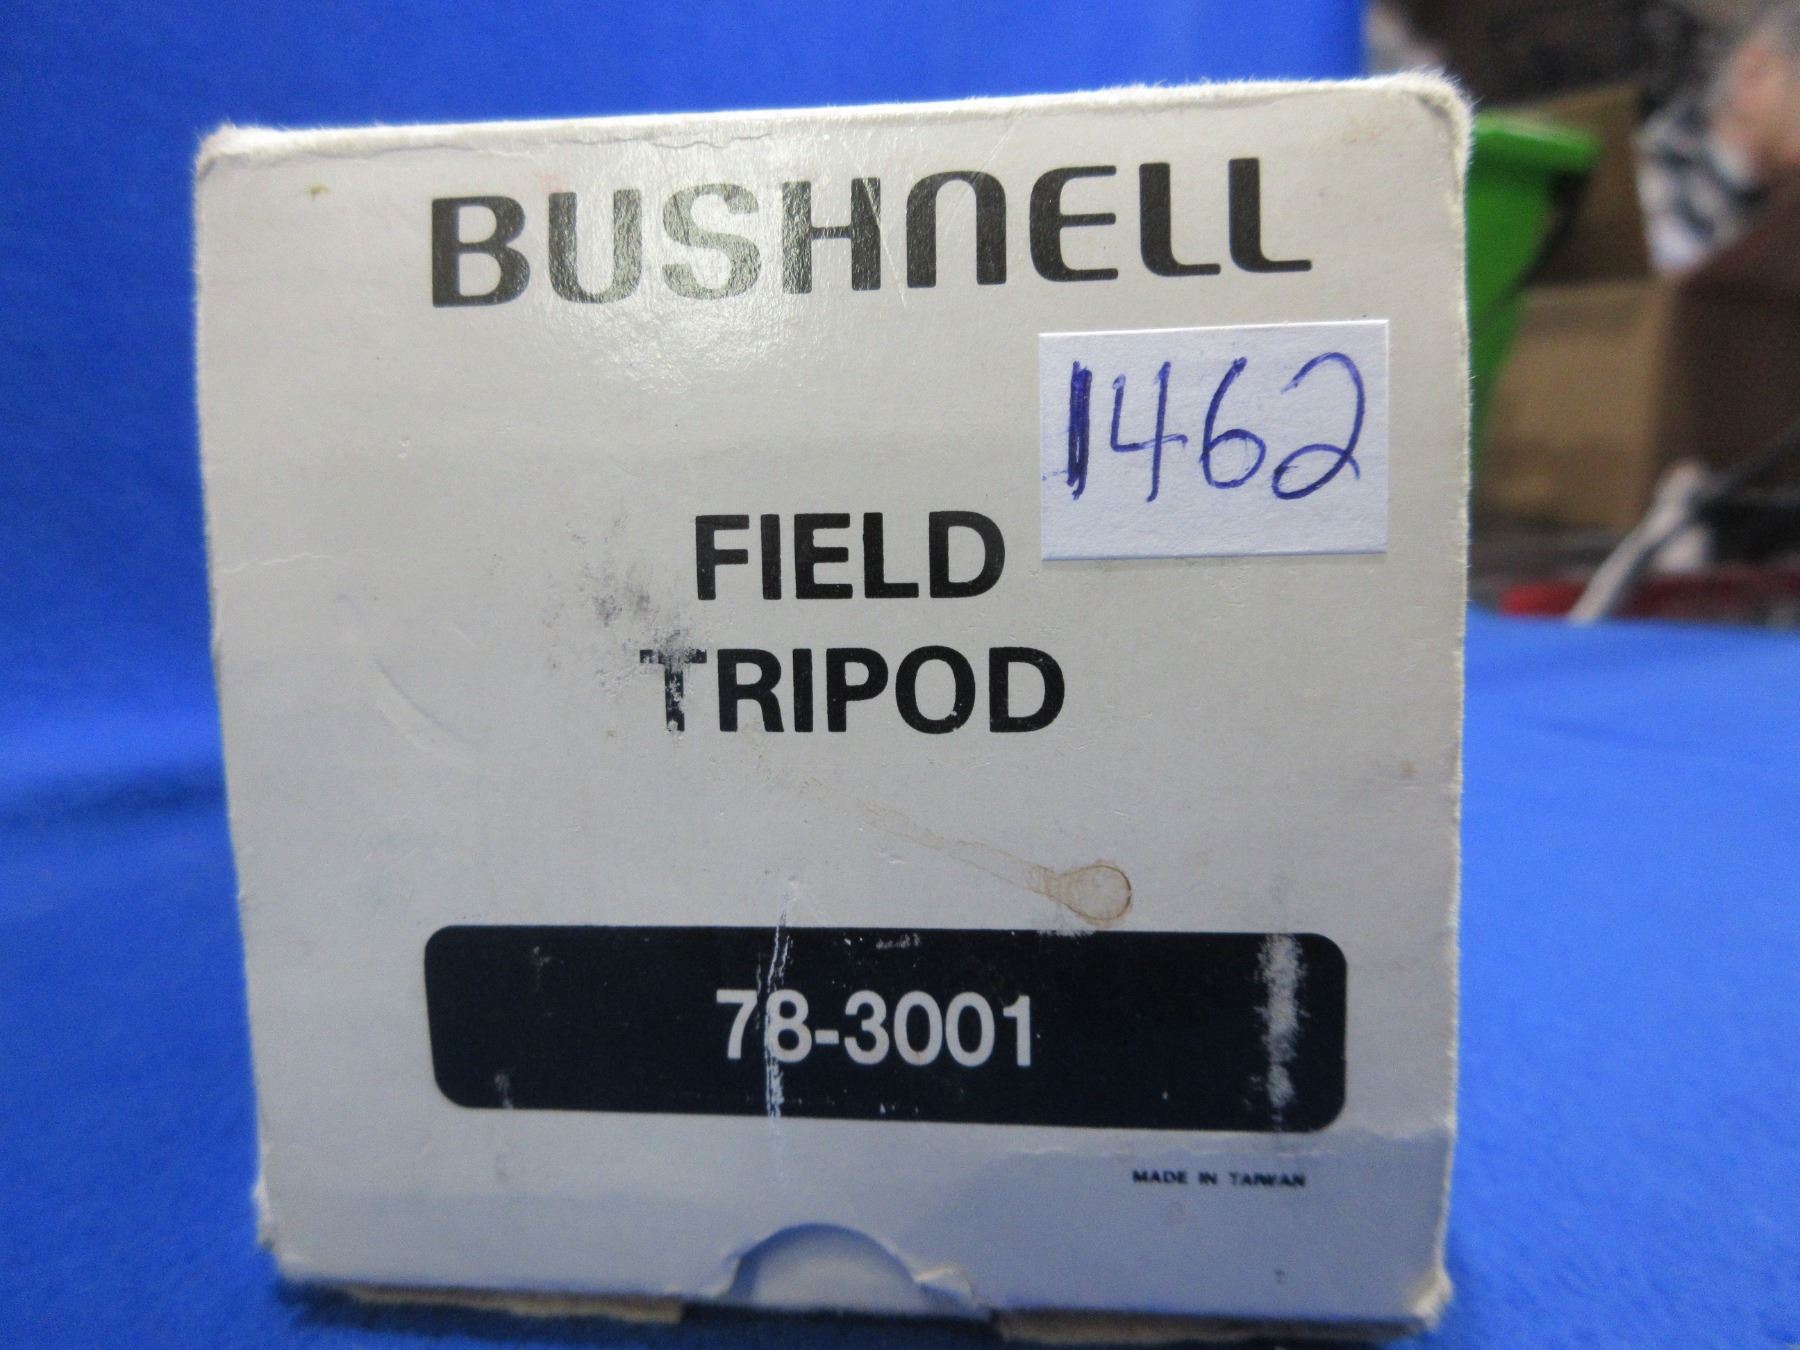 BUSHNELL
1462
FIELD
TRIPOD
78-3001
MADE IN TAIWAN